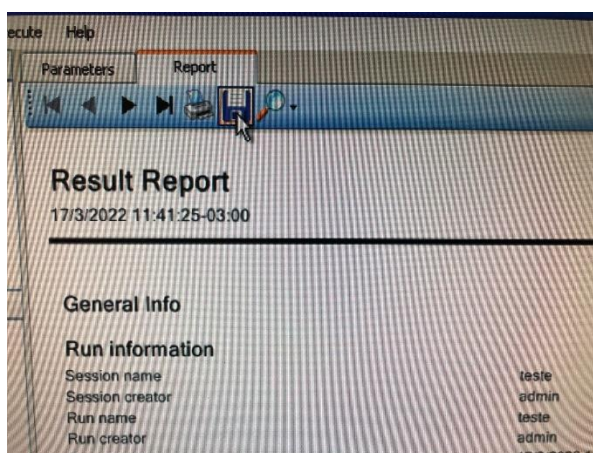 ecute Help
Parameters Report
Result Report
17/3/2022 11:41:25-03:00
General Info
Run information
Session name teste
Session creator admin
Run name teste
Run creator admin